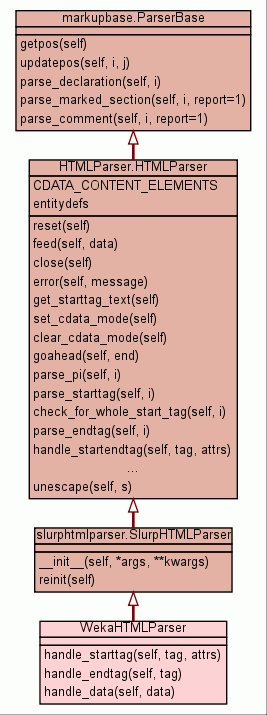 markupbase.ParserBase
getpos(self)
updatepos(self, i, j)
parse_declaration(self, i)
parse_marked_section(self, i, report=1)
parse_comment(self, i, report=1)
HTMLParser.HTMLParser
CDATA_CONTENT_ELEMENTS
entitydefs
reset(self)
feed(self, data)
close(self)
error(self, message)
get_starttag_text(self)
set_cdata_mode(self)
clear_cdata_mode(self)
goahead(self, end)
parse_pi(self, i)
parse_starttag(self, i)
check_for_whole_start_tag(self, i)
parse_endtag(self, i)
handle_startendtag(self, tag, attrs)
...
unescape(self, s)
slurphtmlparser.SlurpHTMLParser
__init__(self, *args, **kwargs)
reinit(self)
WekaHTMLParser
handle_starttag(self, tag, attrs)
handle_endtag(self, tag)
handle_data(self, data)